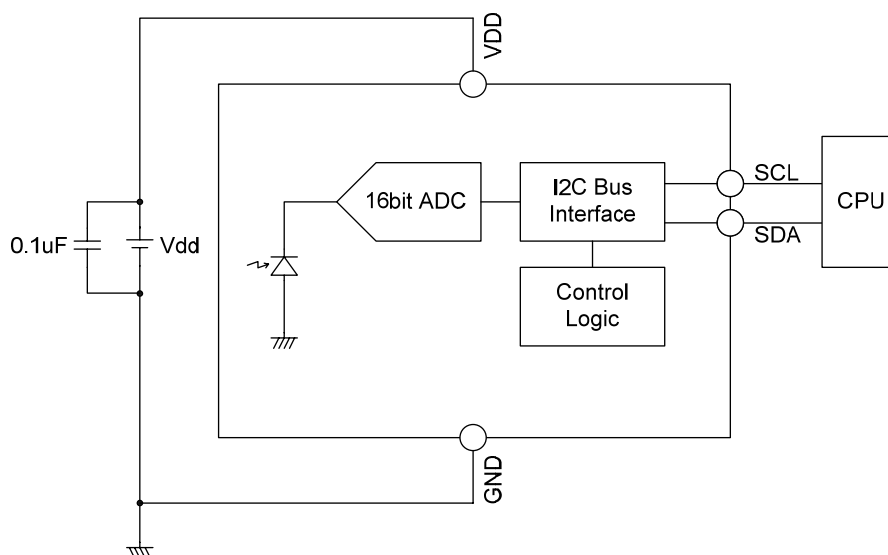 VDD
16bit ADC
I2C Bus
Interface
SCL
SDA
CPU
0.1uF
Vdd
Control
Logic
GND